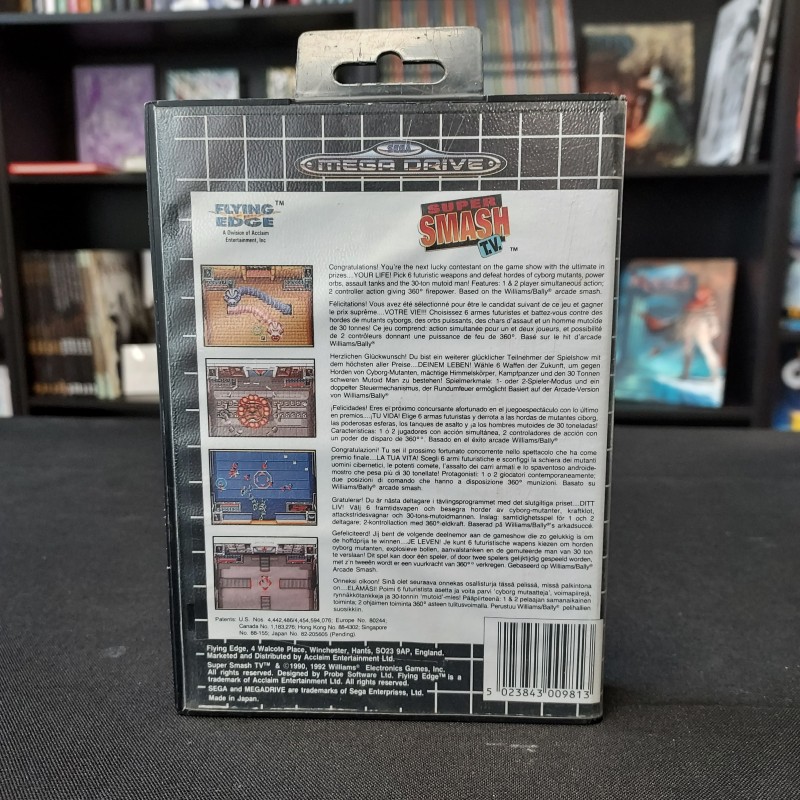 SEGA
MEGA DRIVE
FLYING EDGE™
A Division of Acclaim
Entertainment, Inc
SUPER
SMASH
T.V.™
Congratulations! You're the next lucky contestant on the game show with the ultimate in
prizes....YOUR LIFE! Pick 6 futuristic weapons and defeat hordes of cyborg mutants, power
orbs, assault tanks and the 30-ton mutoid man! Features: 1 & 2 player simultaneous action;
2 controller action giving 360° firepower. Based on the Williams/Bally® arcade smash.
Félicitations! Vous avez été sélectionné pour être le candidat suivant de ce jeu et gagner
le prix suprême....VOTRE VIE!!! Choisissez 6 armes futuristes et battez-vous contre des
hordes de mutants cyborgs, des orbs puissants, des chars d'assaut et un homme mutoïde
de 30 tonnes! Ce jeu comprend: action simultanée pour un et deux joueurs, et possibilité
de 2 contrôleurs donnant une puissance de feu de 360°. Basé sur le hit d'arcade
Williams/Bally®
Herzlichen Glückwunsch! Du bist ein weiterer glücklicher Teilnehmer der Spielshow mit
dem höchsten aller Preise....DEINEM LEBEN! Wähle 6 Waffen der Zukunft, um gegen
Horden von Cyborg-Mutanten, mächtige Himmelskörper, Kampfpanzer und den 30 Tonnen
schweren Mutoid Man zu bestehen! Spielmerkmale: 1- oder 2-Spieler-Modus und ein
doppelter Steuermechanismus, der Rundumfeuer ermöglicht! Basiert auf der Arcade-Version
von Williams/Bally®
¡Felicidades! Eres el próximo concursante afortunado en el juegoespectáculo con lo último
en premios....¡TU VIDA! Elige 6 armas futuristas y derrota a las hordas de mutantes cíborg,
las poderosas esferas, los tanques de asalto y ¡a los hombres mutoides de 30 toneladas!
Características: 1 ó 2 jugadores con acción simultánea, 2 controladores de acción con
un poder de disparo de 360°. Basado en el éxito arcade Williams/Bally®
Congratulazioni! Tu sei il prossimo fortunato concorrente nello spettacolo che ha come
premio finale....LA TUA VITA! Scegli 6 armi futuristiche e sconfiggi la schiera dei mutanti
uomini cibernetici, le potenti comete, l'assalto dei carri armati e lo spaventoso androide-
mostro che pesa più di 30 tonellate! Protagonisti: 1 o 2 giocatori contemporaneamente;
due posizioni di comando che hanno a disposizione 360° munizioni. Basato su
Williams/Bally® arcade smash.
Gratulerar! Du är nästa deltagare i tävlingsprogrammet med det slutgiltiga priset....DITT
LIV! Välj 6 framtidsvapen och besegra horder av cyborg-mutanter, kraftklot,
attackstridesvagnar och 30-tons-mutoidmannen. Inslag: samtidighetsspel för 1 och 2
deltagare; 2-kontrollaction med 360°-eldkraft. Baserad på Williams/Bally's® arkadsuccé.
Gefeliciteerd! Jij bent de volgende deelnemor aan de gameshow die zo gelukkig is om
de hoffdprijs te winnen....JE LEVEN! Je kunt 6 futuristische wapens kiezen om horden
cyborg mutanten, explosieve bollen, aanvalstanken en de gemuteerde man van 30 ton
te verslaan! Dit spel kan door één speler, of door twee spelers gelijktijdig gespeeld worden,
met z'n tweeën wordt er een vuurkracht van 360° verkregen. Gebaseerd op Williams/Bally®
Arcade Smash.
Onneksi olkoon! Sinä olet seuraava onnekas osallisturja tässä pelissä, missä palkintona
on....ELÄMÄSI! Poimi 6 futuristista asetta ja voita parvi 'cyborg mutaatteja', voimapiirejä,
rynnäkkötankkeja ja 30-tonnin 'mutoid'-mies! Pääpiirteenä: 1 & 2 pelaajan samanaikainen
toiminta; 2 ohjaimen toiminta 360° asteen tulitusvoimalla. Perustuu Williams/Bally® pelihallien
suosikkiin.
Patents: U.S. Nos. 4,442,486/4,454,594,076; Europe No. 80244;
Canada No. 1,183,276; Hong Kong No. 88-4302; Singapore
No. 88-155; Japan No. 82-205605 (Pending)
Flying Edge, 4 Walcote Place, Winchester, Hants, SO23 9AP, England.
Marketed and Distributed by Acclaim Entertainment Ltd.
Super Smash TV™ & ©1990, 1992 Williams® Electronics Games, Inc.
All rights reserved. Designed by Probe Software Ltd. Flying Edge™ is a
trademark of Acclaim Entertainment Ltd. All rights reserved.
SEGA and MEGADRIVE are trademarks of Sega Enterprises, Ltd.
Made in Japan.
5 023843 009813